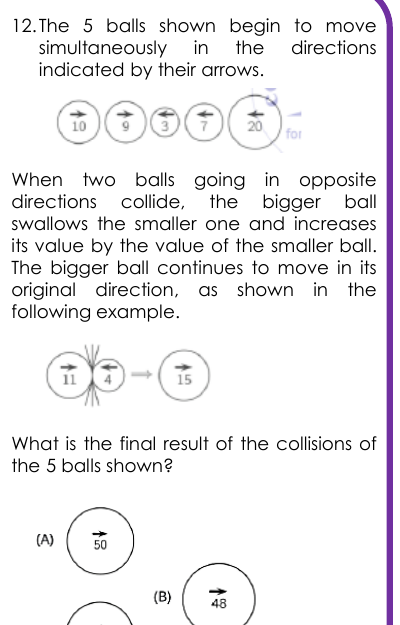 12. The 5 balls shown begin to move
simultaneously in the directions
indicated by their arrows.
10 9 3 7 20
for
When two balls going in opposite
directions collide, the bigger ball
swallows the smaller one and increases
its value by the value of the smaller ball.
The bigger ball continues to move in its
original direction, as shown in the
following example.
11 4 15
What is the final result of the collisions of
the 5 balls shown?
(A) 50
(B) 48